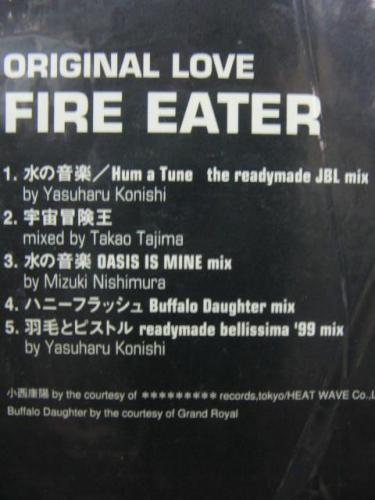 ORIGINAL LOVE
FIRE EATER
1. 水の音楽／Hum a Tune the readymade JBL mix
by Yasuharu Konishi
2. 宇宙冒険王
mixed by Takao Tajima
3. 水の音楽 OASIS IS MINE mix
by Mizuki Nishimura
4. ハニーフラッシュ Buffalo Daughter mix
5. 羽毛とピストル readymade bellissima '99 mix
by Yasuharu Konishi
小西康陽 by the courtesy of ********* records,tokyo/HEAT WAVE Co.,L
Buffalo Daughter by the courtesy of Grand Royal